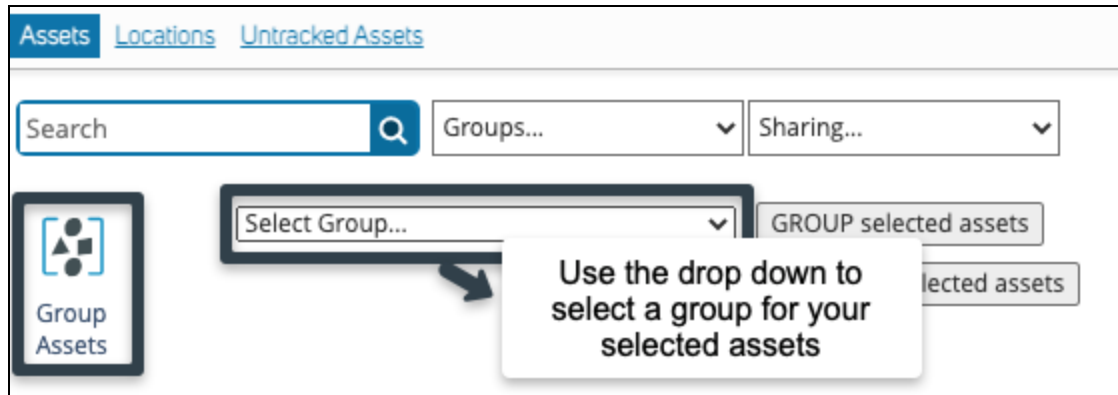 Assets Locations Untracked Assets
Search Groups... Sharing...
Select Group... GROUP selected assets
Group
Assets
Use the drop down to
select a group for your
selected assets
assets